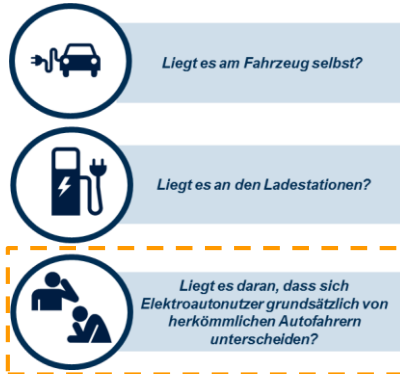 Liegt es am Fahrzeug selbst?
Liegt es an den Ladestationen?
Liegt es daran, dass sich
Elektroautonutzer grundsätzlich von
herkömmlichen Autofahrern
unterscheiden?